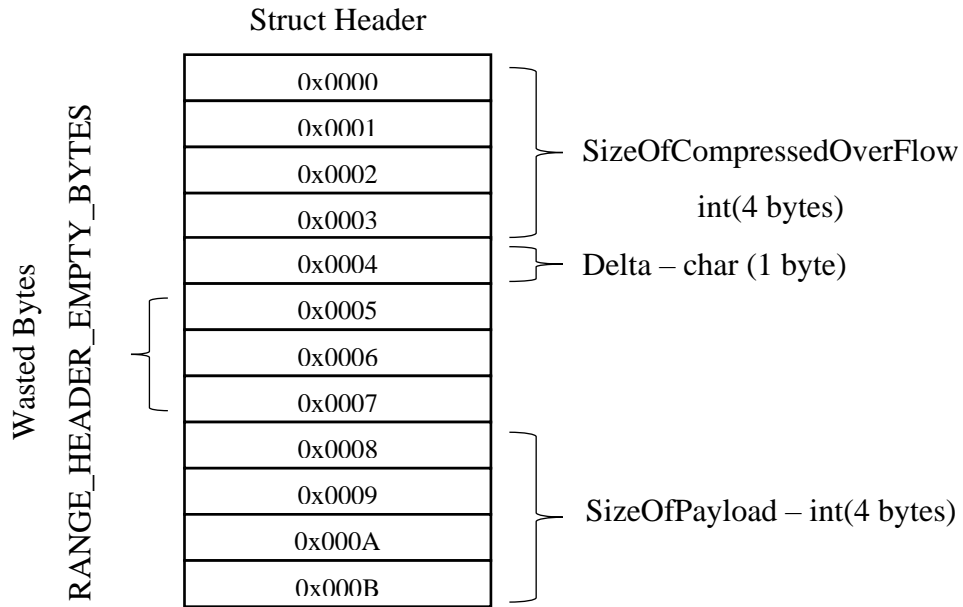 Struct Header
0x0000
0x0001
0x0002
0x0003
0x0004
0x0005
0x0006
0x0007
0x0008
0x0009
0x000A
0x000B
SizeOfCompressedOverFlow
int(4 bytes)
Delta – char (1 byte)
SizeOfPayload – int(4 bytes)
Wasted Bytes
RANGE_HEADER_EMPTY_BYTES